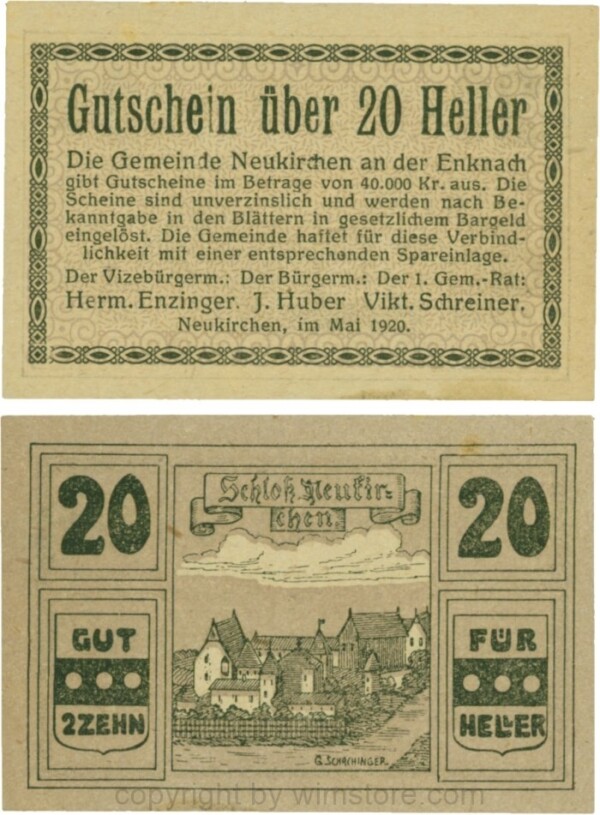 Gutschein über 20 Heller
Die Gemeinde Neukirchen an der Enknach
gibt Gutscheine im Betrage von 40.000 Kr. aus. Die
Scheine sind unverzinslich und werden nach Be-
kanntgabe in den Blättern in gesetzlichem Bargeld
eingelöst. Die Gemeinde haftet für diese Verbind-
lichkeit mit einer entsprechenden Spareinlage.
Der Vizebürgerm.: Der Bürgerm.: Der 1. Gem.-Rat:
Herm. Enzinger. J. Huber Vikt. Schreiner.
Neukirchen, im Mai 1920.
20
Schloß Neukir-
chen.
20
GUT
2ZEHN
FÜR
HELLER
G. SCHACHINGER.
copyright by wimstore.com